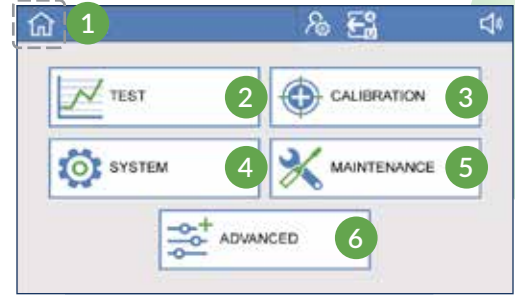 1
TEST 2
CALIBRATION 3
SYSTEM 4
MAINTENANCE 5
ADVANCED 6